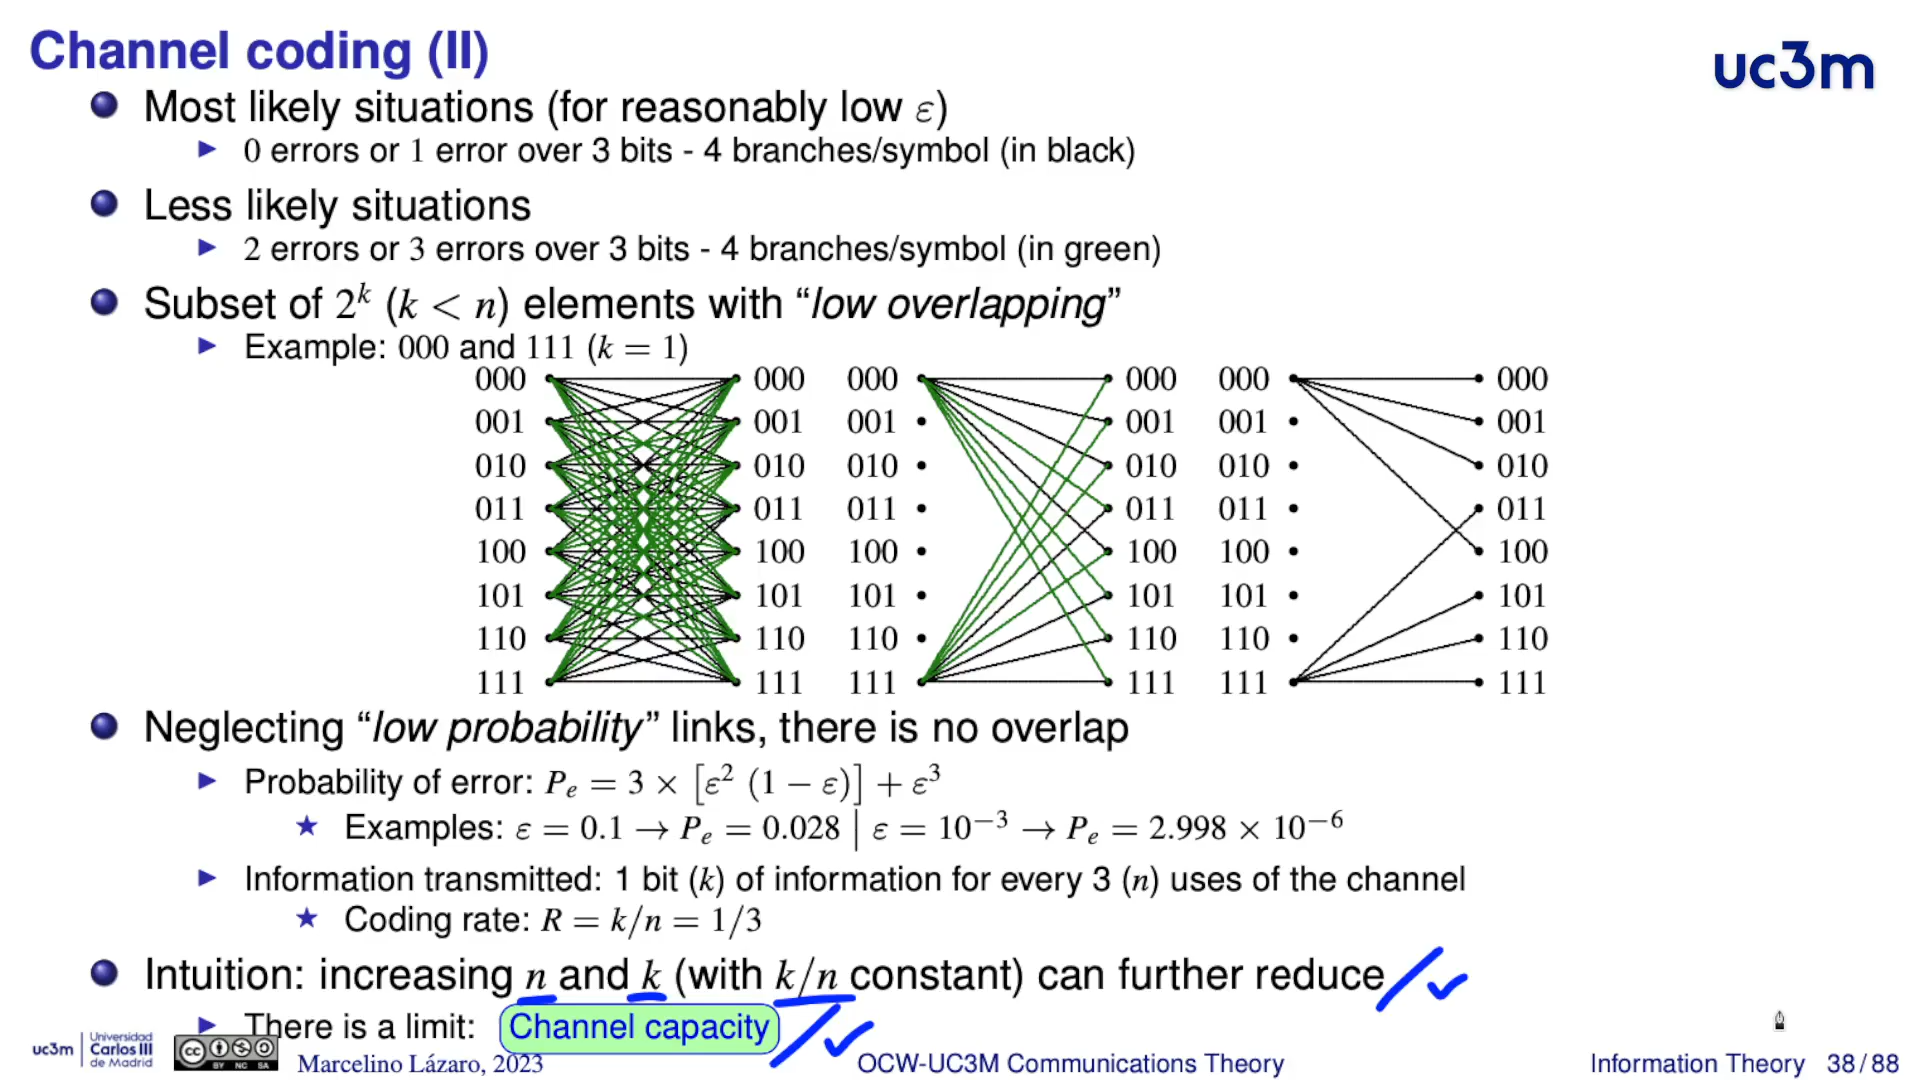 Channel coding (II)
uc3m
Most likely situations (for reasonably low ε)
0 errors or 1 error over 3 bits - 4 branches/symbol (in black)
Less likely situations
2 errors or 3 errors over 3 bits - 4 branches/symbol (in green)
Subset of 2^k (k < n) elements with “low overlapping”
Example: 000 and 111 (k = 1)
000 000 000 000 000 000
001 001 001 001 001 001
010 010 010 010 010 010
011 011 011 011 011 011
100 100 100 100 100 100
101 101 101 101 101 101
110 110 110 110 110 110
111 111 111 111 111 111
Neglecting “low probability” links, there is no overlap
Probability of error: P_e = 3 × [ε^2 (1 − ε)] + ε^3
Examples: ε = 0.1 → P_e = 0.028 | ε = 10^−3 → P_e = 2.998 × 10^−6
Information transmitted: 1 bit (k) of information for every 3 (n) uses of the channel
Coding rate: R = k/n = 1/3
Intuition: increasing n and k (with k/n constant) can further reduce
There is a limit: Channel capacity
uc3m
Universidad
Carlos III
de Madrid
cc
BY NC SA
Marcelino Lázaro, 2023
OCW-UC3M Communications Theory
Information Theory 38 / 88